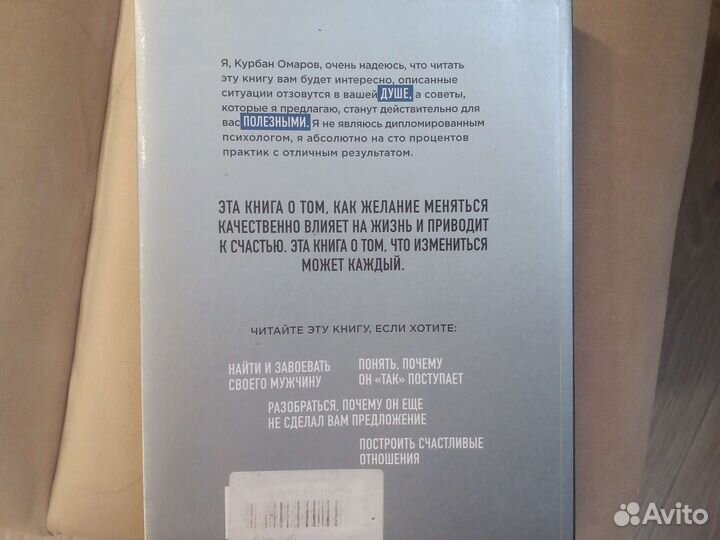 Я, Курбан Омаров, очень надеюсь, что читать
эту книгу вам будет интересно, описанные
ситуации отзовутся в вашей ДУШЕ, а советы,
которые я предлагаю, станут действительно для
вас ПОЛЕЗНЫМИ. Я не являюсь дипломированным
психологом, я абсолютно на сто процентов
практик с отличным результатом.
ЭТА КНИГА О ТОМ, КАК ЖЕЛАНИЕ МЕНЯТЬСЯ
КАЧЕСТВЕННО ВЛИЯЕТ НА ЖИЗНЬ И ПРИВОДИТ
К СЧАСТЬЮ. ЭТА КНИГА О ТОМ, ЧТО ИЗМЕНИТЬСЯ
МОЖЕТ КАЖДЫЙ.
ЧИТАЙТЕ ЭТУ КНИГУ, ЕСЛИ ХОТИТЕ:
НАЙТИ И ЗАВОЕВАТЬ
СВОЕГО МУЖЧИНУ
ПОНЯТЬ, ПОЧЕМУ
ОН «ТАК» ПОСТУПАЕТ
РАЗОБРАТЬСЯ, ПОЧЕМУ ОН ЕЩЕ
НЕ СДЕЛАЛ ВАМ ПРЕДЛОЖЕНИЕ
ПОСТРОИТЬ СЧАСТЛИВЫЕ
ОТНОШЕНИЯ
Avito